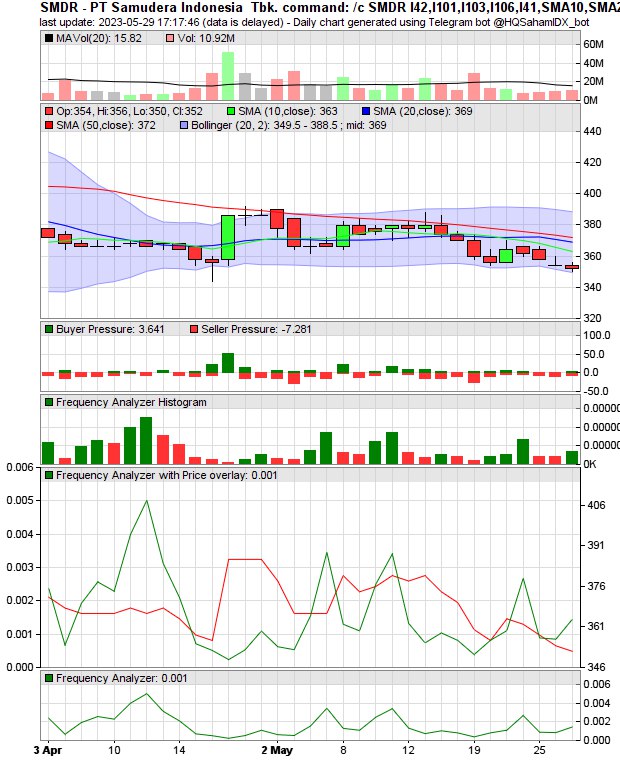 SMDR - PT Samudera Indonesia Tbk. command: /c SMDR I42,I101,I103,I106,I41,SMA10,SMA2
last update: 2023-05-29 17:17:46 (data is delayed) - Daily chart generated using Telegram bot @HQSahamIDX_bot
MAVol(20): 15.82 Vol: 10.92M
60M
40M
20M
0M
Op:354, Hi:356, Lo:350, Cl:352 SMA (10,close): 363 SMA (20,close): 369
SMA (50,close): 372 Bollinger (20, 2): 349.5 - 388.5 ; mid: 369
440
420
400
380
360
340
320
Buyer Pressure: 3.641 Seller Pressure: -7.281
100.0
50.0
0.0
-50.0
Frequency Analyzer Histogram
0.00000
0.00000
0.00000
0K
Frequency Analyzer with Price overlay: 0.001
0.006
0.005
0.004
0.003
0.002
0.001
0.000
406
391
376
361
346
Frequency Analyzer: 0.001
0.006
0.004
0.002
0.000
3 Apr 10 14 2 May 8 12 19 25